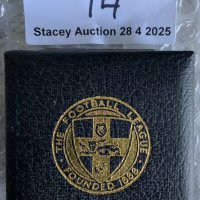 14
Stacey Auction 28 4 2025
THE FOOTBALL LEAGUE
FOUNDED 1888